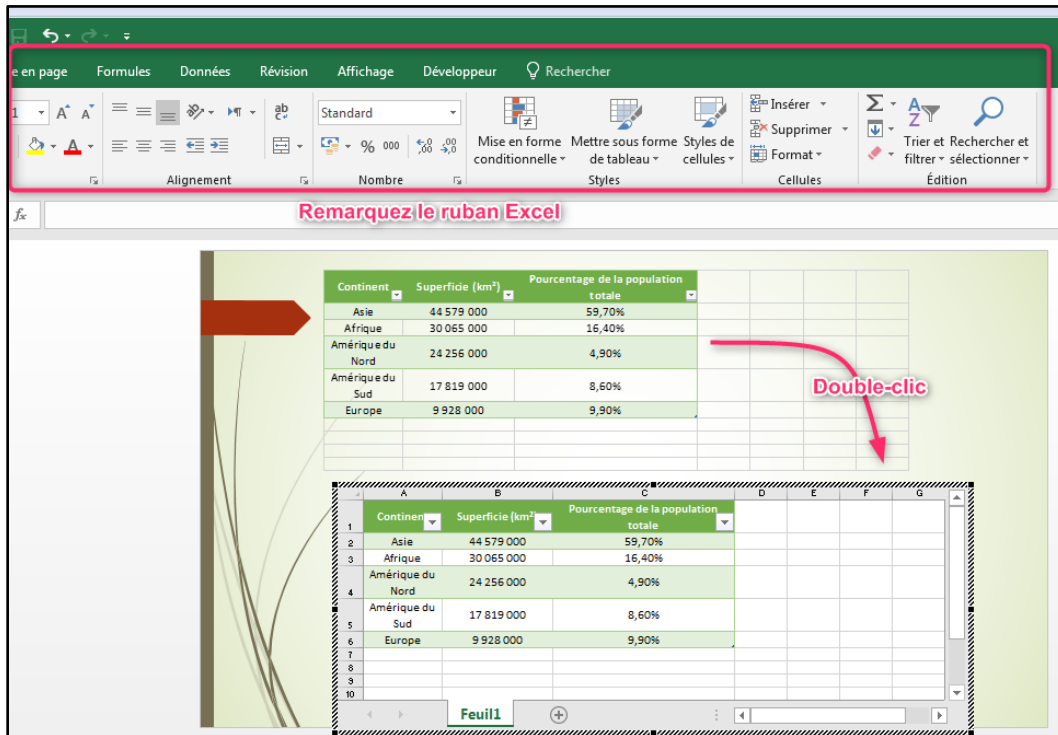 e en page Formules Données Révision Affichage Développeur Rechercher
1 A A ab Standard Insérer Σ A Z
Supprimer
A % 000 ,00 ,00 Mise en forme conditionnelle Mettre sous forme de tableau Styles de cellules Format Trier et filtrer Rechercher et sélectionner
Alignement Nombre Styles Cellules Édition
fx
Remarquez le ruban Excel
Continent Superficie (km²) Pourcentage de la population totale
Asie 44 579 000 59,70%
Afrique 30 065 000 16,40%
Amérique du Nord 24 256 000 4,90%
Amérique du Sud 17 819 000 8,60%
Europe 9 928 000 9,90%
Double-clic
A B C D E F G
1 Continen Superficie (km² Pourcentage de la population totale
2 Asie 44 579 000 59,70%
3 Afrique 30 065 000 16,40%
4 Amérique du Nord 24 256 000 4,90%
5 Amérique du Sud 17 819 000 8,60%
6 Europe 9 928 000 9,90%
7
8
9
10
Feuil1